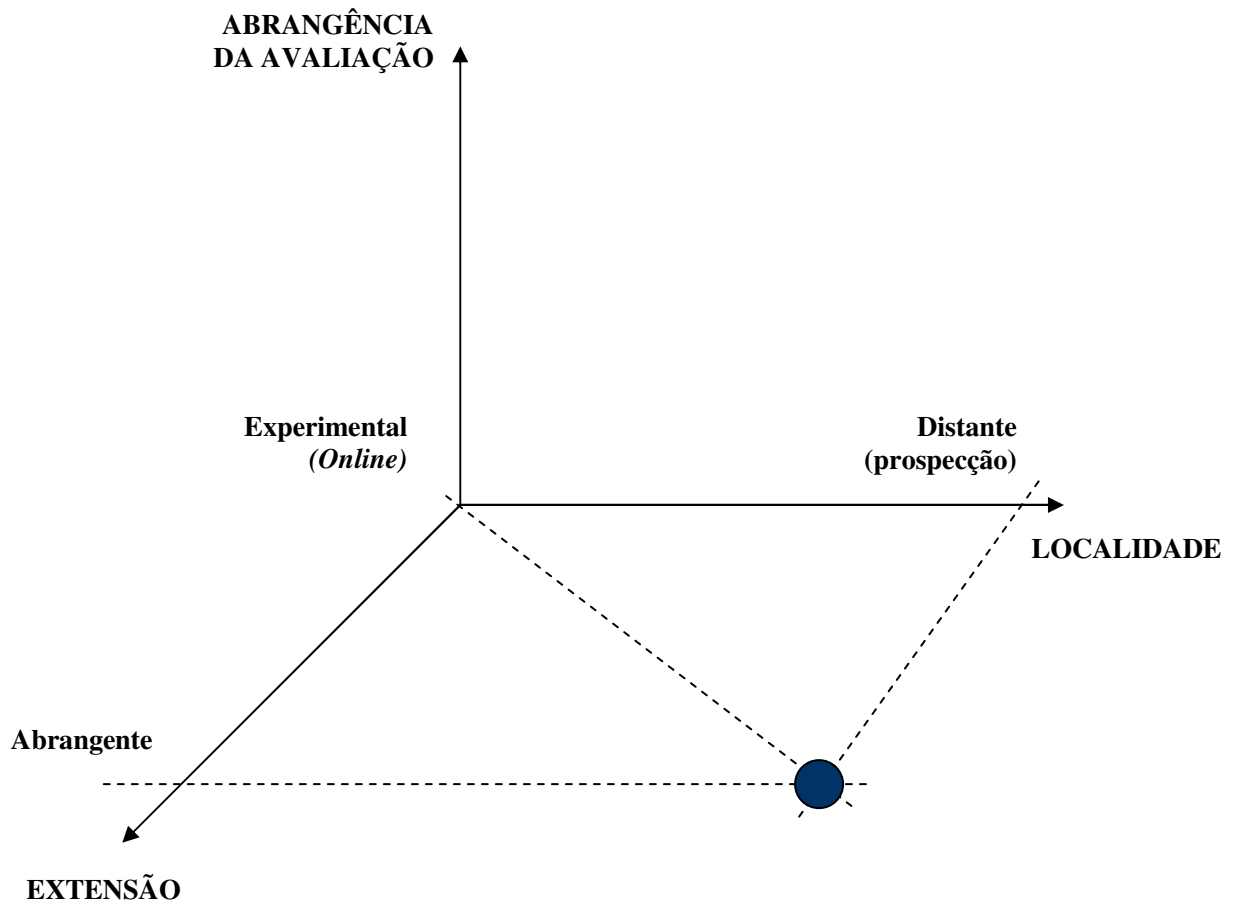 ABRANGÊNCIA
DA AVALIAÇÃO
Experimental
(Online)
Distante
(prospecção)
LOCALIDADE
Abrangente
EXTENSÃO